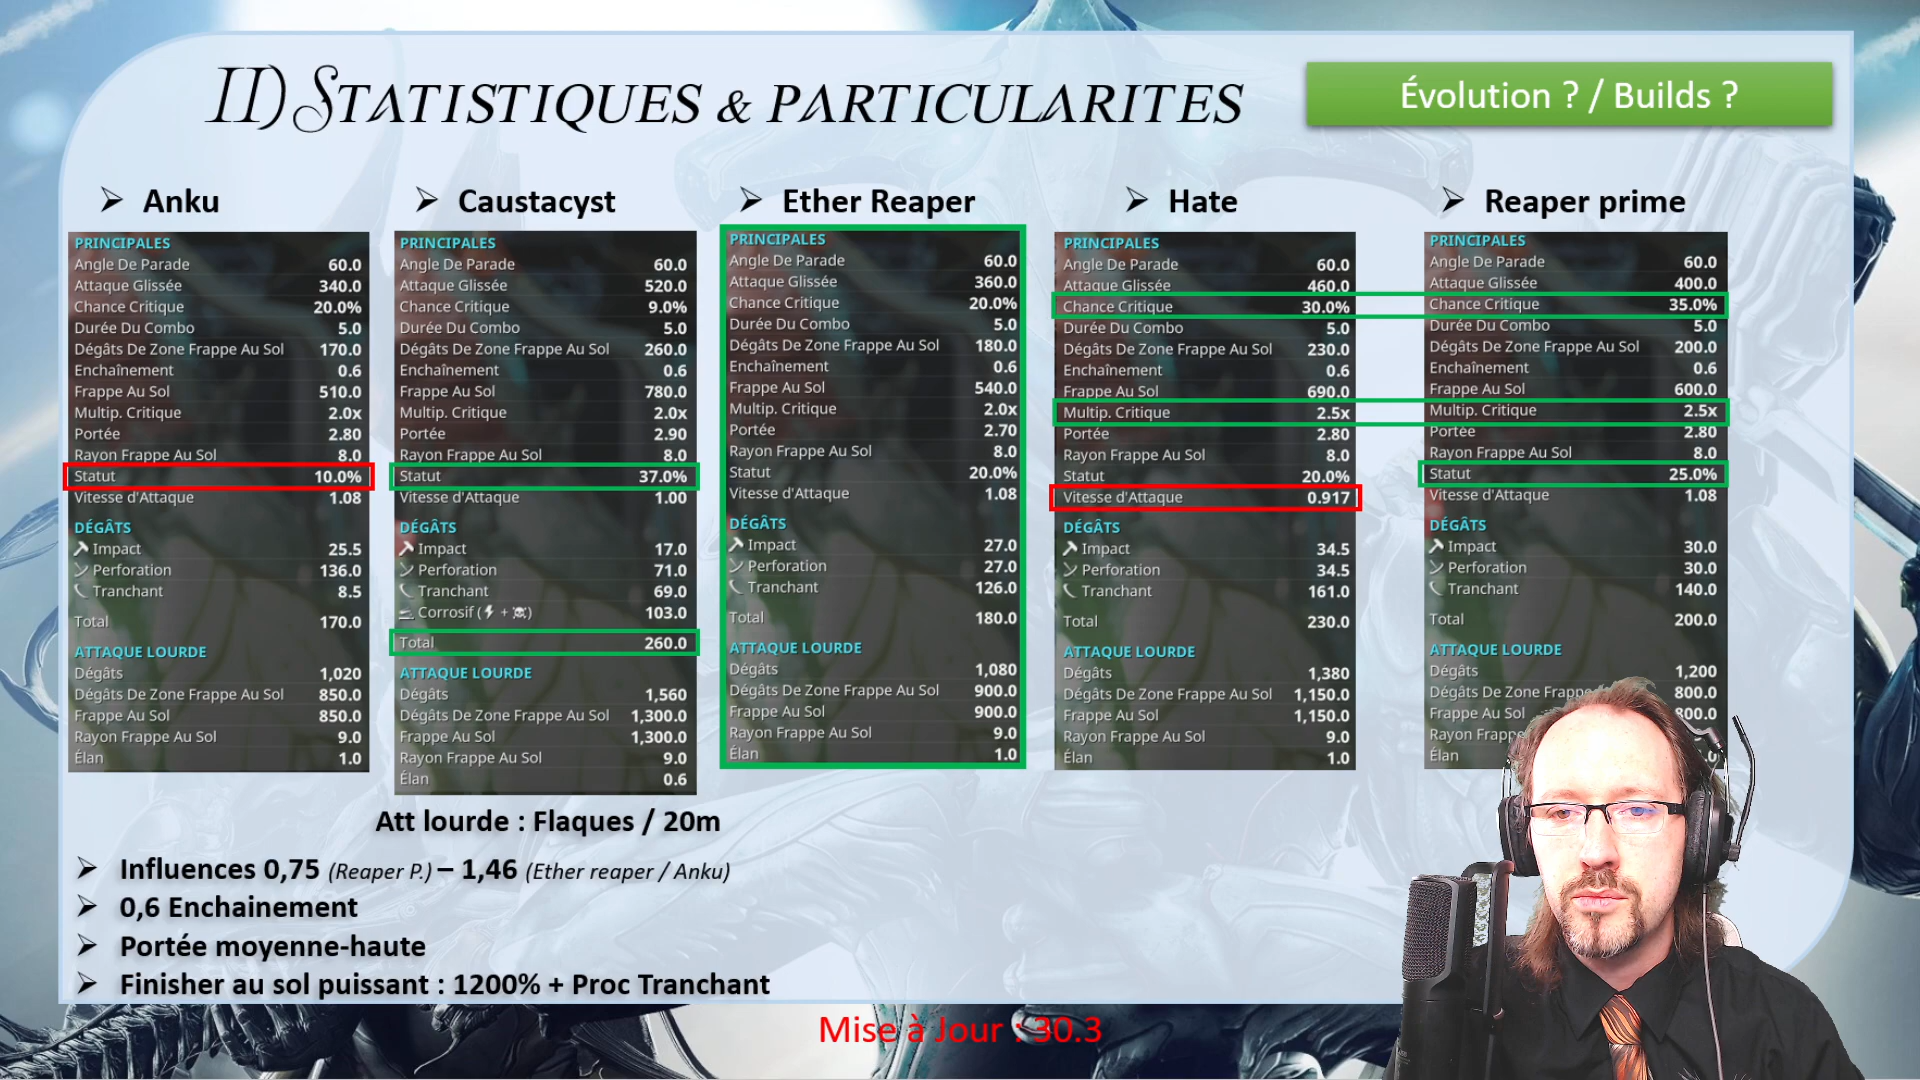 II) STATISTIQUES & PARTICULARITES
Évolution ? / Builds ?
➢ Anku
PRINCIPALES
Angle De Parade 60.0
Attaque Glissée 340.0
Chance Critique 20.0%
Durée Du Combo 5.0
Dégâts De Zone Frappe Au Sol 170.0
Enchaînement 0.6
Frappe Au Sol 510.0
Multip. Critique 2.0x
Portée 2.80
Rayon Frappe Au Sol 8.0
Statut 10.0%
Vitesse d'Attaque 1.08
DÉGÂTS
Impact 25.5
Perforation 136.0
Tranchant 8.5
Total 170.0
ATTAQUE LOURDE
Dégâts 1,020
Dégâts De Zone Frappe Au Sol 850.0
Frappe Au Sol 850.0
Rayon Frappe Au Sol 9.0
Élan 1.0
➢ Caustacyst
PRINCIPALES
Angle De Parade 60.0
Attaque Glissée 520.0
Chance Critique 9.0%
Durée Du Combo 5.0
Dégâts De Zone Frappe Au Sol 260.0
Enchaînement 0.6
Frappe Au Sol 780.0
Multip. Critique 2.0x
Portée 2.90
Rayon Frappe Au Sol 8.0
Statut 37.0%
Vitesse d'Attaque 1.00
DÉGÂTS
Impact 17.0
Perforation 71.0
Tranchant 69.0
Corrosif ( + ) 103.0
Total 260.0
ATTAQUE LOURDE
Dégâts 1,560
Dégâts De Zone Frappe Au Sol 1,300.0
Frappe Au Sol 1,300.0
Rayon Frappe Au Sol 9.0
Élan 0.6
Att lourde : Flaques / 20m
➢ Ether Reaper
PRINCIPALES
Angle De Parade 60.0
Attaque Glissée 360.0
Chance Critique 20.0%
Durée Du Combo 5.0
Dégâts De Zone Frappe Au Sol 180.0
Enchaînement 0.6
Frappe Au Sol 540.0
Multip. Critique 2.0x
Portée 2.70
Rayon Frappe Au Sol 8.0
Statut 20.0%
Vitesse d'Attaque 1.08
DÉGÂTS
Impact 27.0
Perforation 27.0
Tranchant 126.0
Total 180.0
ATTAQUE LOURDE
Dégâts 1,080
Dégâts De Zone Frappe Au Sol 900.0
Frappe Au Sol 900.0
Rayon Frappe Au Sol 9.0
Élan 1.0
➢ Hate
PRINCIPALES
Angle De Parade 60.0
Attaque Glissée 460.0
Chance Critique 30.0%
Durée Du Combo 5.0
Dégâts De Zone Frappe Au Sol 230.0
Enchaînement 0.6
Frappe Au Sol 690.0
Multip. Critique 2.5x
Portée 2.80
Rayon Frappe Au Sol 8.0
Statut 20.0%
Vitesse d'Attaque 0.917
DÉGÂTS
Impact 34.5
Perforation 34.5
Tranchant 161.0
Total 230.0
ATTAQUE LOURDE
Dégâts 1,380
Dégâts De Zone Frappe Au Sol 1,150.0
Frappe Au Sol 1,150.0
Rayon Frappe Au Sol 9.0
Élan 1.0
➢ Reaper prime
PRINCIPALES
Angle De Parade 60.0
Attaque Glissée 400.0
Chance Critique 35.0%
Durée Du Combo 5.0
Dégâts De Zone Frappe Au Sol 200.0
Enchaînement 0.6
Frappe Au Sol 600.0
Multip. Critique 2.5x
Portée 2.80
Rayon Frappe Au Sol 8.0
Statut 25.0%
Vitesse d'Attaque 1.08
DÉGÂTS
Impact 30.0
Perforation 30.0
Tranchant 140.0
Total 200.0
ATTAQUE LOURDE
Dégâts 1,200
Dégâts De Zone Frappe 800.0
Frappe Au Sol 800.0
Rayon Frappe
Élan
➢ Influences 0,75 (Reaper P.) – 1,46 (Ether reaper / Anku)
➢ 0,6 Enchainement
➢ Portée moyenne-haute
➢ Finisher au sol puissant : 1200% + Proc Tranchant
Mise à Jour : 30.3